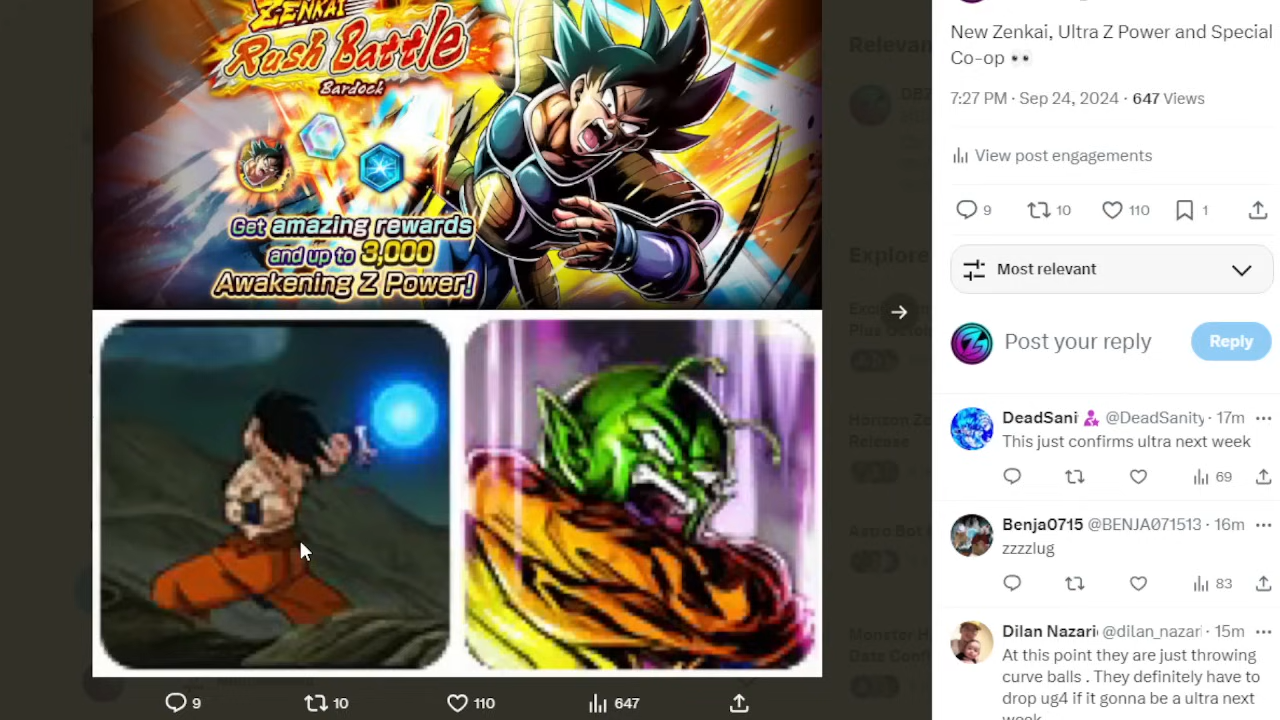 ZENKAI
Rush Battle
Bardock
Get amazing rewards
and up to 3,000
Awakening Z Power!
9
10
110
647
New Zenkai, Ultra Z Power and Special
Co-op 👀
7:27 PM · Sep 24, 2024 · 647 Views
View post engagements
9
10
110
1
Most relevant
Post your reply
Reply
DeadSani @DeadSanity · 17m
This just confirms ultra next week
69
Benja0715 @BENJA071513 · 16m
zzzzlug
83
Dilan Nazari @dilan_nazari · 15m
At this point they are just throwing
curve balls . They definitely have to
drop ug4 if it gonna be a ultra next
week
Relevan
Explore